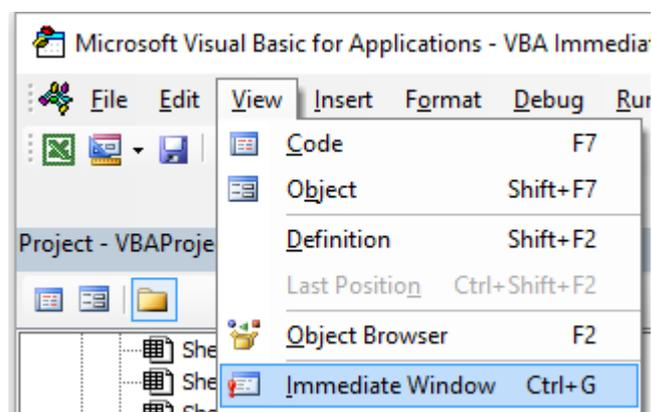 Microsoft Visual Basic for Applications - VBA Immedia
File Edit View Insert Format Debug Ru
Code F7
Object Shift+F7
Project - VBAProje
Definition Shift+F2
Last Position Ctrl+Shift+F2
Object Browser F2
She
She
Immediate Window Ctrl+G